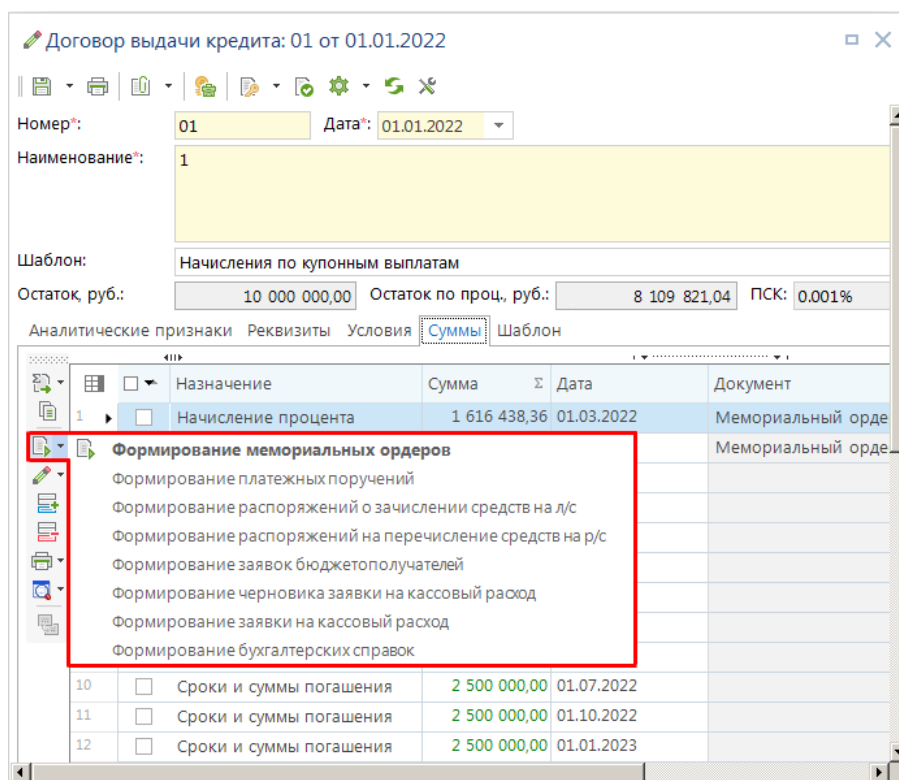 Договор выдачи кредита: 01 от 01.01.2022
Номер*: 01 Дата*: 01.01.2022
Наименование*: 1
Шаблон: Начисления по купонным выплатам
Остаток, руб.: 10 000 000,00 Остаток по проц., руб.: 8 109 821,04 ПСК: 0.001%
Аналитические признаки Реквизиты Условия Суммы Шаблон
Назначение Сумма Σ Дата Документ
1 Начисление процента 1 616 438,36 01.03.2022 Мемориальный орде
Мемориальный орде
Формирование мемориальных ордеров
Формирование платежных поручений
Формирование распоряжений о зачислении средств на л/с
Формирование распоряжений на перечисление средств на р/с
Формирование заявок бюджетополучателей
Формирование черновика заявки на кассовый расход
Формирование заявки на кассовый расход
Формирование бухгалтерских справок
10 Сроки и суммы погашения 2 500 000,00 01.07.2022
11 Сроки и суммы погашения 2 500 000,00 01.10.2022
12 Сроки и суммы погашения 2 500 000,00 01.01.2023